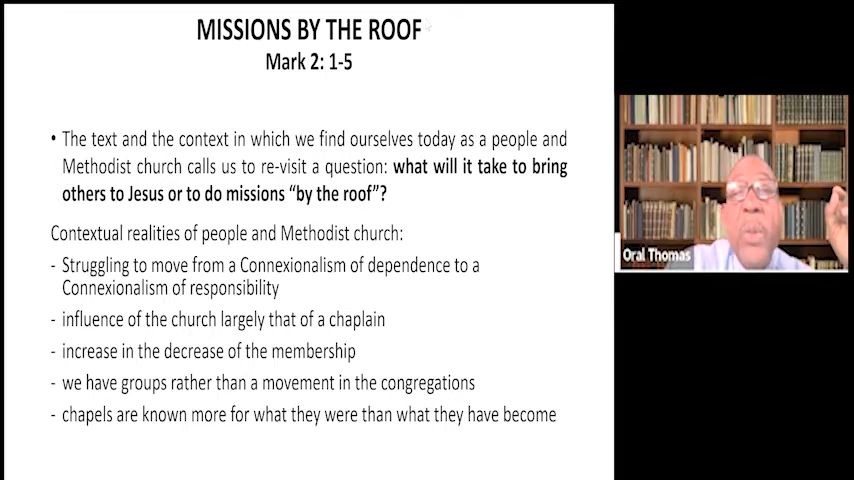 MISSIONS BY THE ROOF
Mark 2: 1-5
• The text and the context in which we find ourselves today as a people and
Methodist church calls us to re-visit a question: what will it take to bring
others to Jesus or to do missions “by the roof”?
Contextual realities of people and Methodist church:
- Struggling to move from a Connexionalism of dependence to a
Connexionalism of responsibility
- influence of the church largely that of a chaplain
- increase in the decrease of the membership
- we have groups rather than a movement in the congregations
- chapels are known more for what they were than what they have become
Oral Thomas